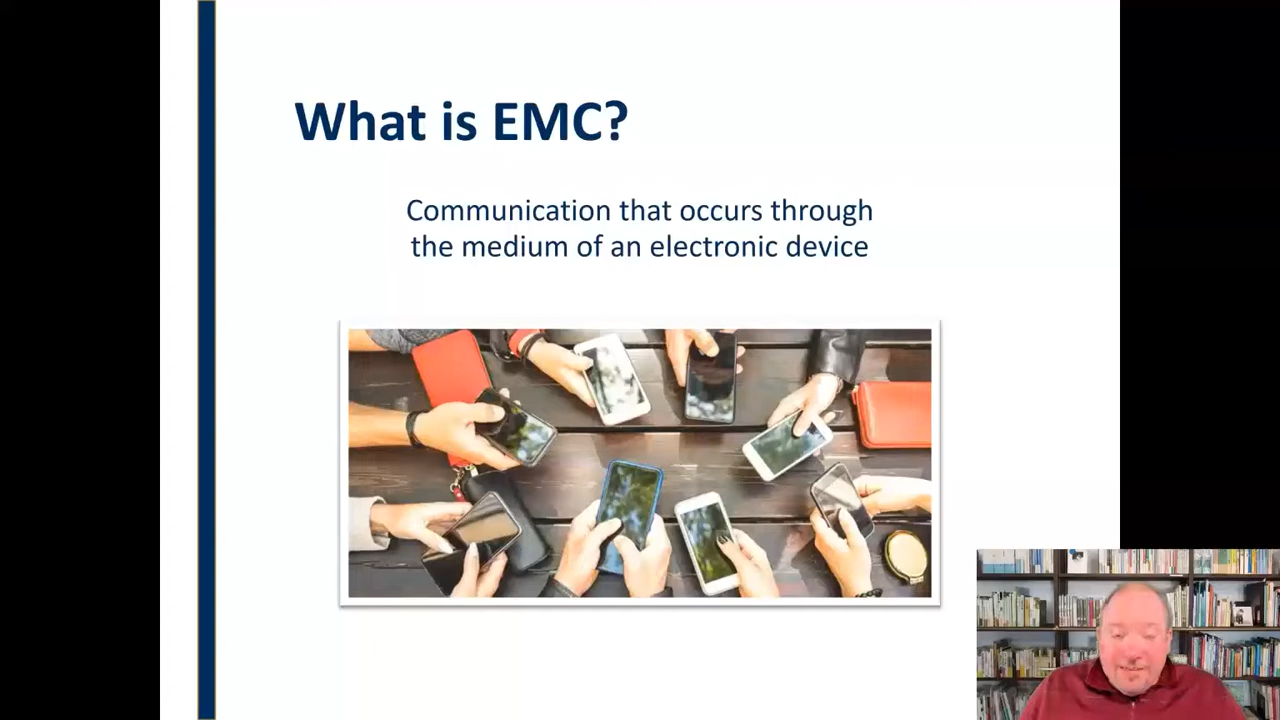 What is EMC?
Communication that occurs through
the medium of an electronic device